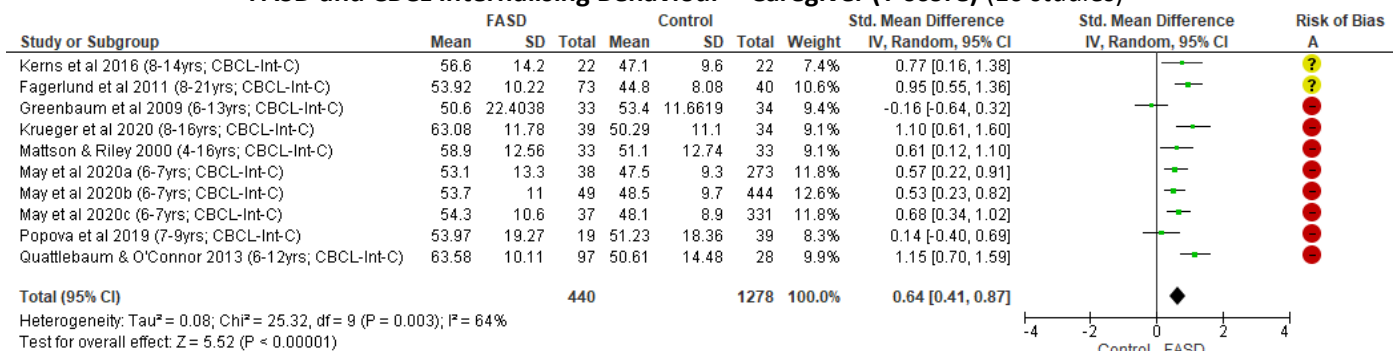 FASD and CBCL Internalising Behaviour – Caregiver (T-score) (10 studies)
FASD Control Std. Mean Difference Std. Mean Difference Risk of Bias
Study or Subgroup Mean SD Total Mean SD Total Weight IV, Random, 95% CI IV, Random, 95% CI A
Kerns et al 2016 (8-14yrs; CBCL-Int-C) 56.6 14.2 22 47.1 9.6 22 7.4% 0.77 [0.16, 1.38] ?
Fagerlund et al 2011 (8-21yrs; CBCL-Int-C) 53.92 10.22 73 44.8 8.08 40 10.6% 0.95 [0.55, 1.36] ?
Greenbaum et al 2009 (6-13yrs; CBCL-Int-C) 50.6 22.4038 33 53.4 11.6619 34 9.4% -0.16 [-0.64, 0.32] -
Krueger et al 2020 (8-16yrs; CBCL-Int-C) 63.08 11.78 39 50.29 11.1 34 9.1% 1.10 [0.61, 1.60] -
Mattson & Riley 2000 (4-16yrs; CBCL-Int-C) 58.9 12.56 33 51.1 12.74 33 9.1% 0.61 [0.12, 1.10] -
May et al 2020a (6-7yrs; CBCL-Int-C) 53.1 13.3 38 47.5 9.3 273 11.8% 0.57 [0.22, 0.91] -
May et al 2020b (6-7yrs; CBCL-Int-C) 53.7 11 49 48.5 9.7 444 12.6% 0.53 [0.23, 0.82] -
May et al 2020c (6-7yrs; CBCL-Int-C) 54.3 10.6 37 48.1 8.9 331 11.8% 0.68 [0.34, 1.02] -
Popova et al 2019 (7-9yrs; CBCL-Int-C) 53.97 19.27 19 51.23 18.36 39 8.3% 0.14 [-0.40, 0.69] -
Quattlebaum & O'Connor 2013 (6-12yrs; CBCL-Int-C) 63.58 10.11 97 50.61 14.48 28 9.9% 1.15 [0.70, 1.59] -
Total (95% CI) 440 1278 100.0% 0.64 [0.41, 0.87]
Heterogeneity: Tau² = 0.08; Chi² = 25.32, df = 9 (P = 0.003); I² = 64%
Test for overall effect: Z = 5.52 (P < 0.00001)
-4 -2 0 2 4
Control FASD